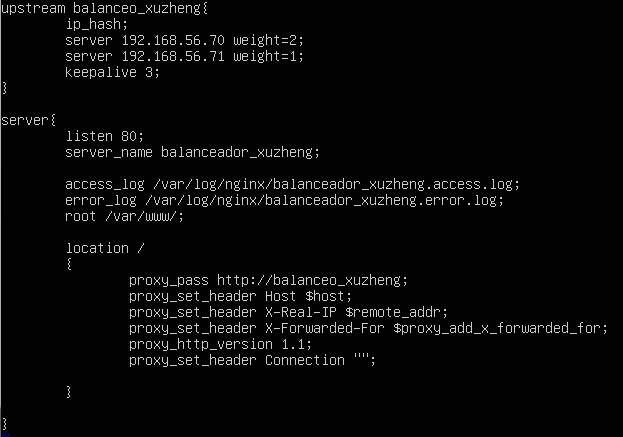 upstream balanceo_xuzheng{
ip_hash;
server 192.168.56.70 weight=2;
server 192.168.56.71 weight=1;
keepalive 3;
}
server{
listen 80;
server_name balanceador_xuzheng;
access_log /var/log/nginx/balanceador_xuzheng.access.log;
error_log /var/log/nginx/balanceador_xuzheng.error.log;
root /var/www/;
location /
{
proxy_pass http://balanceo_xuzheng;
proxy_set_header Host $host;
proxy_set_header X-Real-IP $remote_addr;
proxy_set_header X-Forwarded-For $proxy_add_x_forwarded_for;
proxy_http_version 1.1;
proxy_set_header Connection "";
}
}